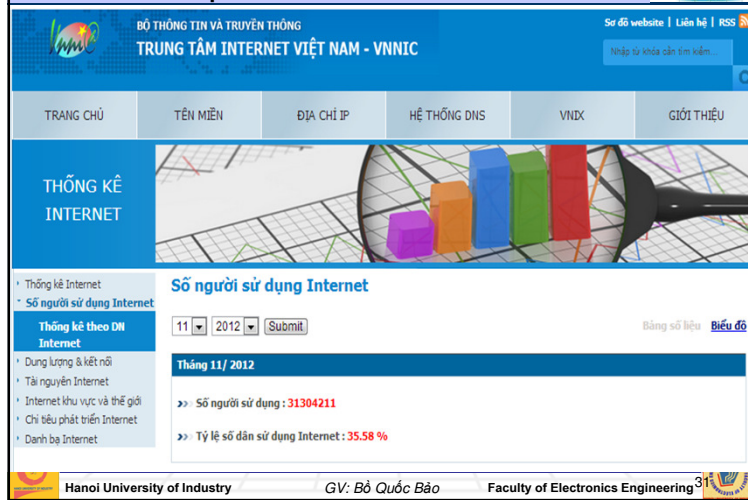 BỘ THÔNG TIN VÀ TRUYỀN THÔNG
TRUNG TÂM INTERNET VIỆT NAM - VNNIC
Sơ đồ website | Liên hệ | RSS
Nhập từ khóa cần tìm kiếm...
TRANG CHỦ TÊN MIỀN ĐỊA CHỈ IP HỆ THỐNG DNS VNIX GIỚI THIỆU
THỐNG KÊ
INTERNET
Thống kê Internet
Số người sử dụng Internet
Thống kê theo DN
Internet
Dung lượng & kết nối
Tài nguyên Internet
Internet khu vực và thế giới
Chỉ tiêu phát triển Internet
Danh bạ Internet
Số người sử dụng Internet
11 2012 Submit
Bảng số liệu Biểu đồ
Tháng 11/ 2012
Số người sử dụng : 31304211
Tỷ lệ số dân sử dụng Internet : 35.58 %
Hanoi University of Industry GV: Bồ Quốc Bảo Faculty of Electronics Engineering 31